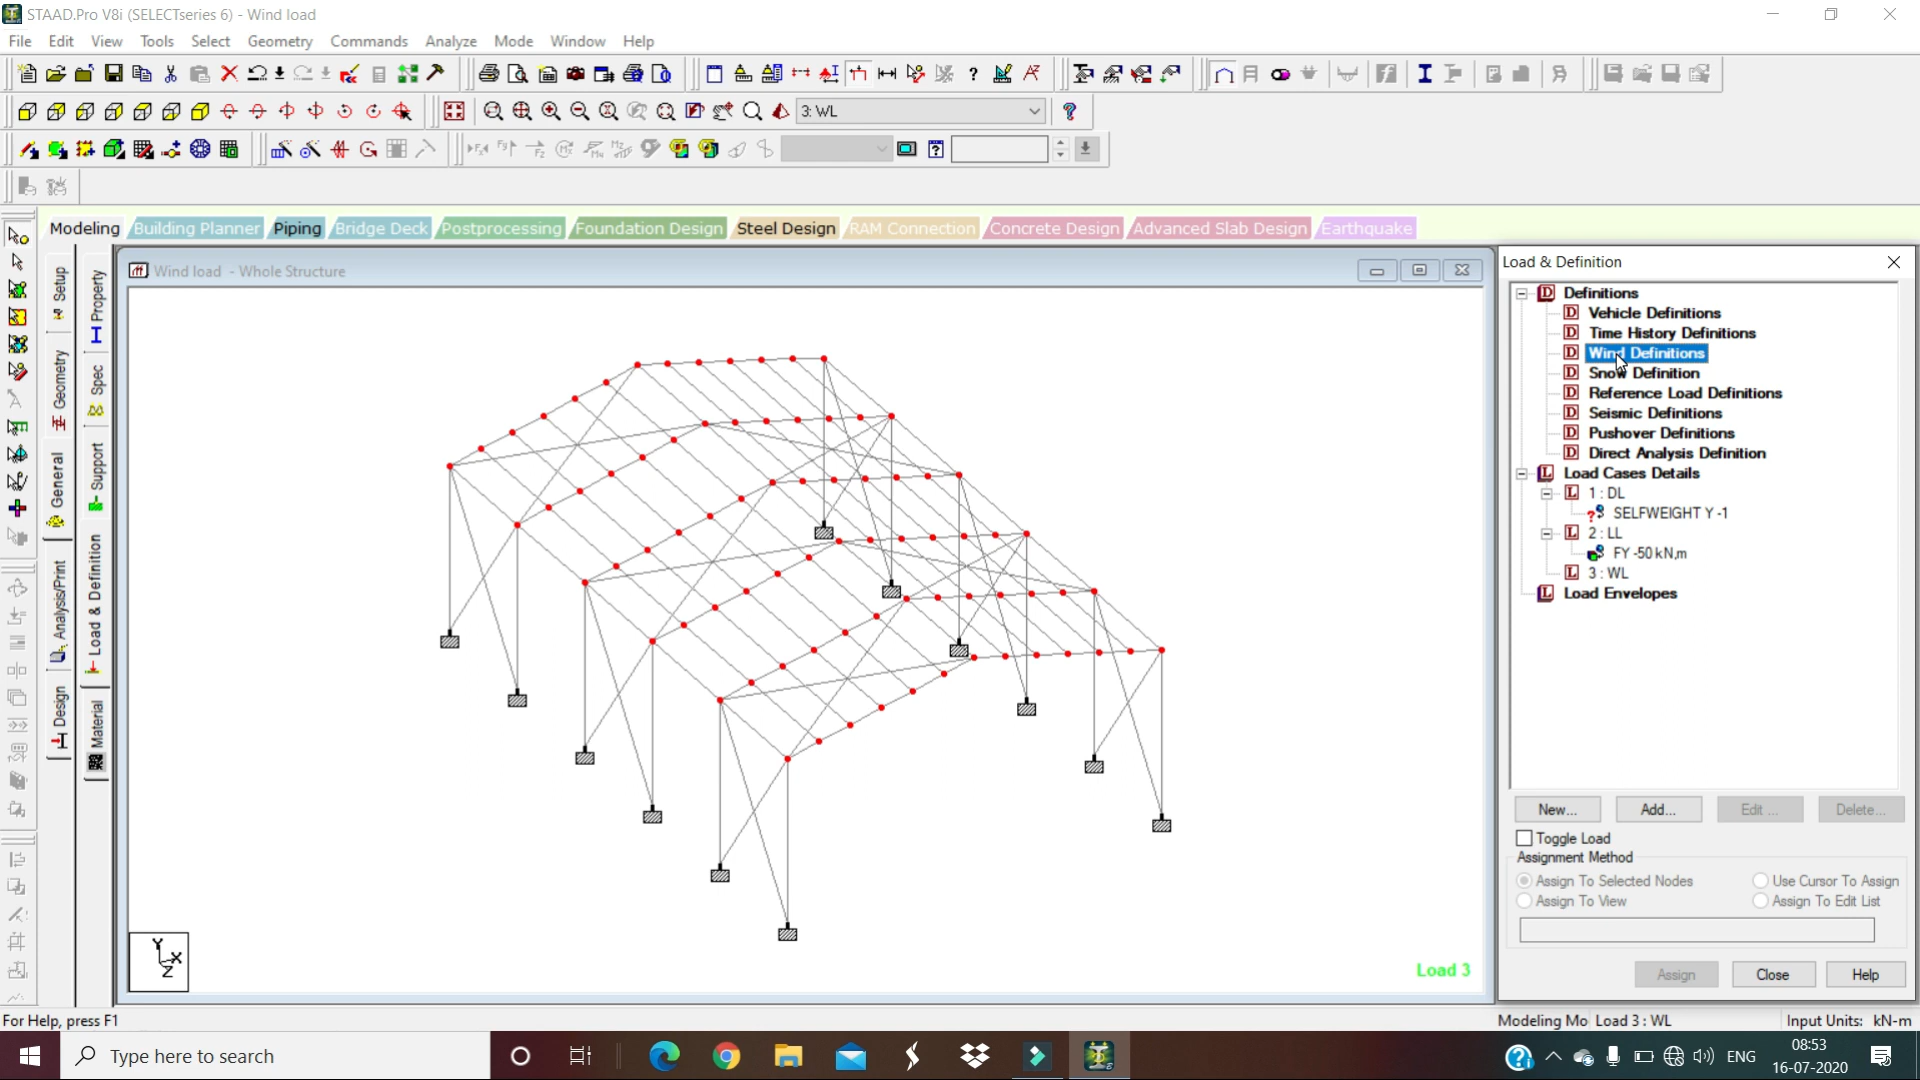 STAAD.Pro V8i (SELECTseries 6) - Wind load
File Edit View Tools Select Geometry Commands Analyze Mode Window Help
3: WL
Modeling Building Planner Piping Bridge Deck Postprocessing Foundation Design Steel Design RAM Connection Concrete Design Advanced Slab Design Earthquake
Setup
Geometry
General
Analysis/Print
Design
Property
Spec
Support
Load & Definition
Material
Wind load - Whole Structure
Y
X
Z
Load 3
Load & Definition
Definitions
Vehicle Definitions
Time History Definitions
Wind Definitions
Snow Definition
Reference Load Definitions
Seismic Definitions
Pushover Definitions
Direct Analysis Definition
Load Cases Details
1 : DL
SELFWEIGHT Y -1
2 : LL
FY -50 kN,m
3 : WL
Load Envelopes
New... Add... Edit ... Delete...
Toggle Load
Assignment Method
Assign To Selected Nodes Use Cursor To Assign
Assign To View Assign To Edit List
Assign Close Help
For Help, press F1 Modeling Mo Load 3 : WL Input Units: kN-m
Type here to search
ENG
08:53
16-07-2020